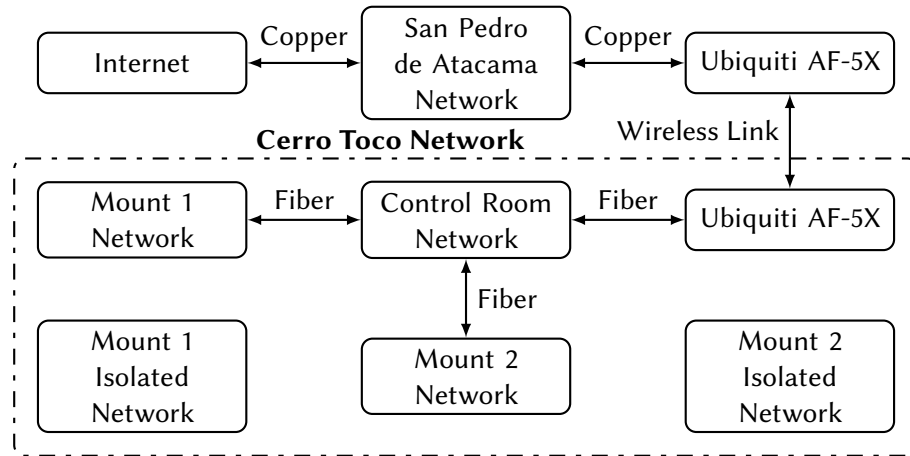 Internet
Copper
San Pedro
de Atacama
Network
Copper
Ubiquiti AF-5X
Wireless Link
Cerro Toco Network
Mount 1
Network
Fiber
Control Room
Network
Fiber
Ubiquiti AF-5X
Fiber
Mount 1
Isolated
Network
Mount 2
Network
Mount 2
Isolated
Network